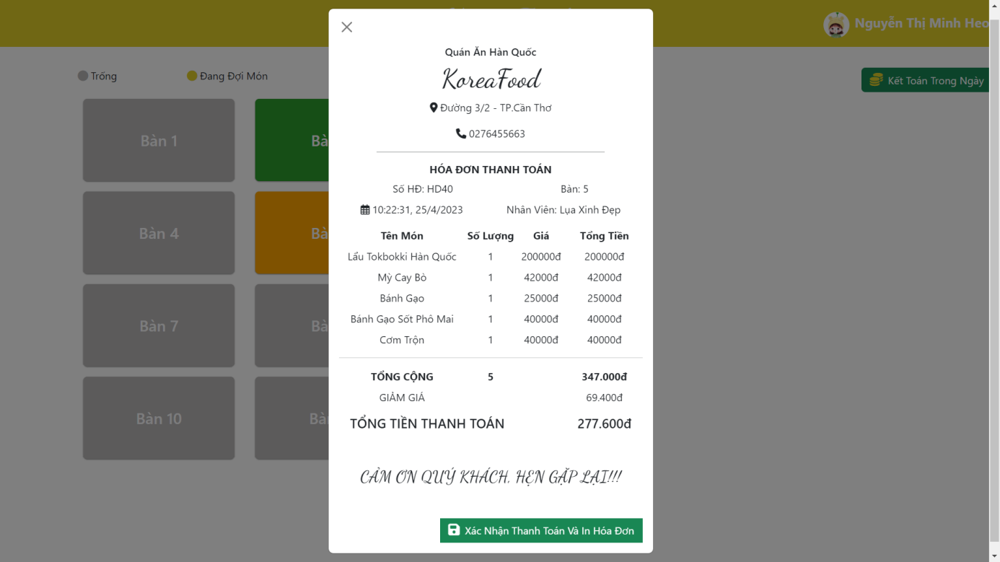 Nguyễn Thị Minh Heo
Trống
Đang Đợi Món
Kết Toán Trong Ngày
Bàn 1
Bàn 4
Bàn 7
Bàn 10
Quán Ăn Hàn Quốc
KoreaFood
Đường 3/2 - TP.Cần Thơ
0276455663
HÓA ĐƠN THANH TOÁN
Số HĐ: HD40 Bàn: 5
10:22:31, 25/4/2023 Nhân Viên: Lụa Xinh Đẹp
Tên Món Số Lượng Giá Tổng Tiền
Lẩu Tokbokki Hàn Quốc 1 200000đ 200000đ
Mỳ Cay Bò 1 42000đ 42000đ
Bánh Gạo 1 25000đ 25000đ
Bánh Gạo Sốt Phô Mai 1 40000đ 40000đ
Cơm Trộn 1 40000đ 40000đ
TỔNG CỘNG 5 347.000đ
GIẢM GIÁ 69.400đ
TỔNG TIỀN THANH TOÁN 277.600đ
CẢM ƠN QUÝ KHÁCH, HẸN GẶP LẠI!!!
Xác Nhận Thanh Toán Và In Hóa Đơn